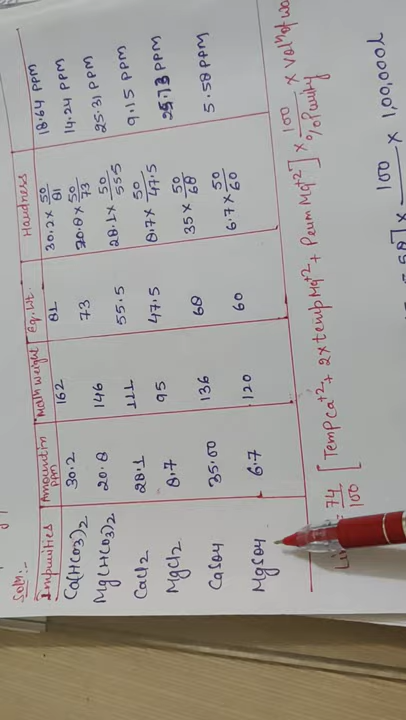 Soln:-
Impurities Amount in PPM Molr weight Eq. wt. Hardness
Ca(HCO3)2 30.2 162 81 30.2 × 50/81 18.64 PPM
Mg(HCO3)2 20.8 146 73 20.8 × 50/73 14.24 PPM
CaCl2 28.1 111 55.5 28.1 × 50/55.5 25.31 PPM
MgCl2 8.7 95 47.5 8.7 × 50/47.5 9.15 PPM
CaSO4 35.00 136 68 35 × 50/68 25.73 PPM
MgSO4 6.7 120 60 6.7 × 50/60 5.58 PPM
= 74/100 [Temp Ca+2 + 2 × temp Mg+2 + Perm Mg+2] × 100/% Purity × Vol of
58] × 100 × 1,00,000 L